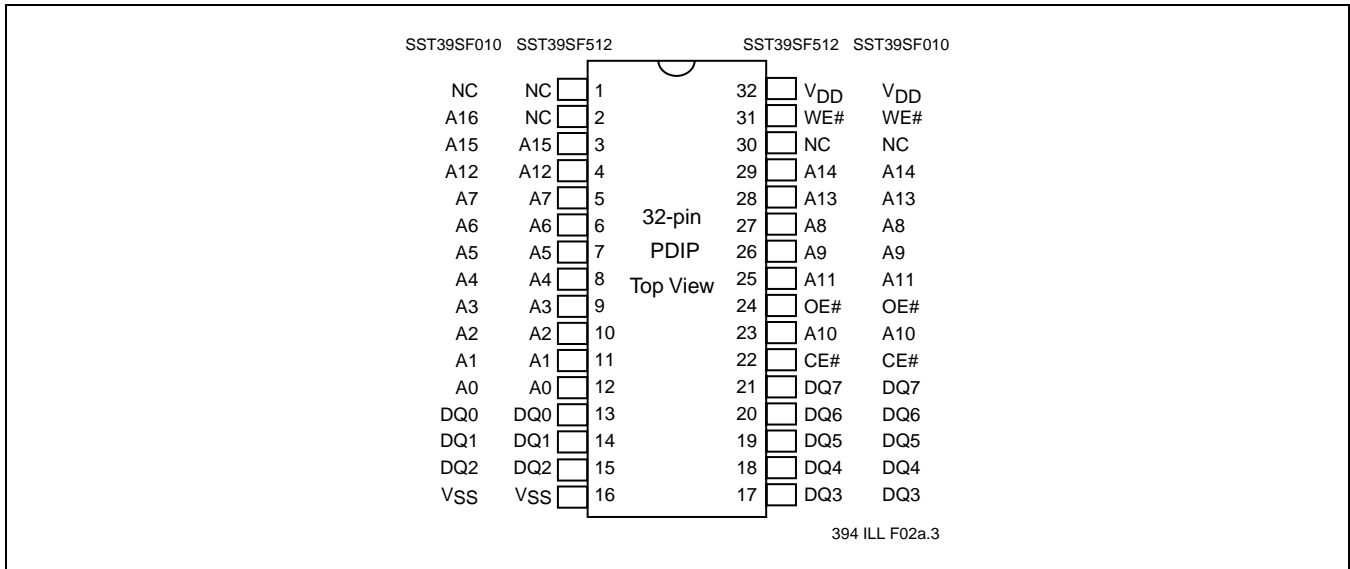 SST39SF010 SST39SF512 SST39SF512 SST39SF010
NC NC 1 32 VDD VDD
A16 NC 2 31 WE# WE#
A15 A15 3 30 NC NC
A12 A12 4 29 A14 A14
A7 A7 5 28 A13 A13
A6 A6 6 32-pin 27 A8 A8
A5 A5 7 PDIP 26 A9 A9
A4 A4 8 Top View 25 A11 A11
A3 A3 9 24 OE# OE#
A2 A2 10 23 A10 A10
A1 A1 11 22 CE# CE#
A0 A0 12 21 DQ7 DQ7
DQ0 DQ0 13 20 DQ6 DQ6
DQ1 DQ1 14 19 DQ5 DQ5
DQ2 DQ2 15 18 DQ4 DQ4
VSS VSS 16 17 DQ3 DQ3
394 ILL F02a.3